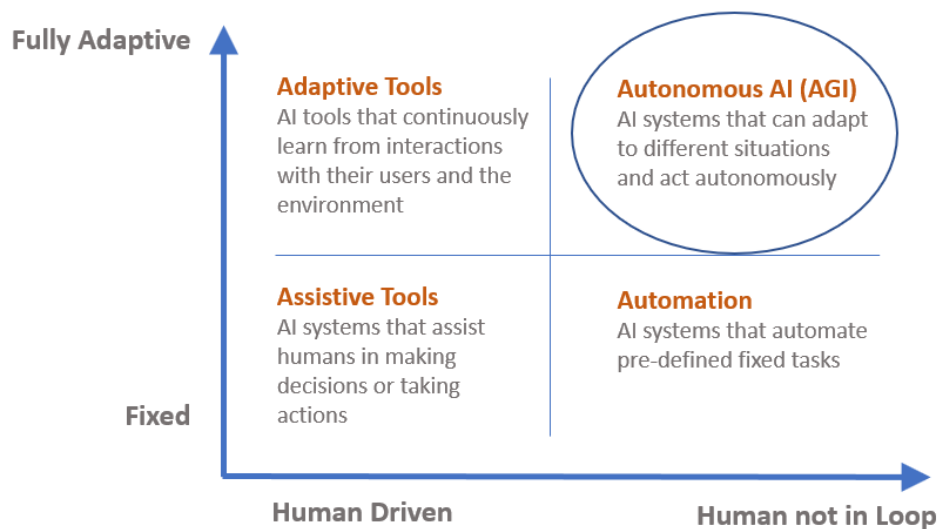 Fully Adaptive
Adaptive Tools
AI tools that continuously
learn from interactions
with their users and the
environment
Autonomous AI (AGI)
AI systems that can adapt
to different situations
and act autonomously
Assistive Tools
AI systems that assist
humans in making
decisions or taking
actions
Automation
AI systems that automate
pre-defined fixed tasks
Fixed
Human Driven
Human not in Loop